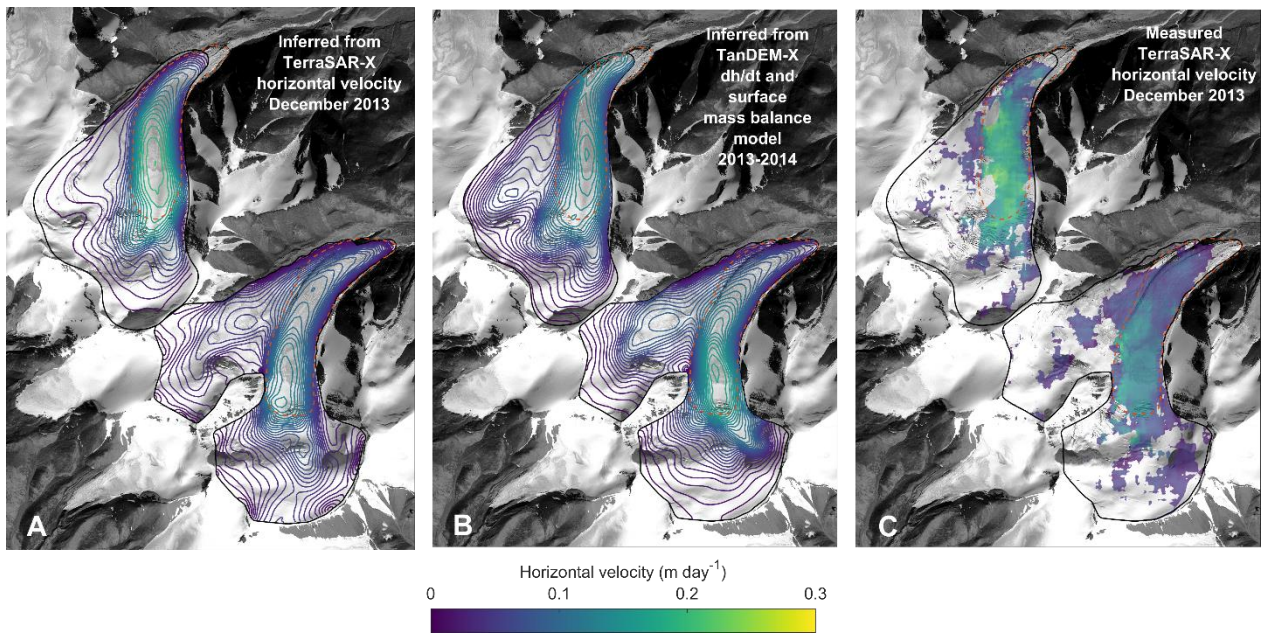 Inferred from
TerraSAR-X
horizontal velocity
December 2013
A
Inferred from
TanDEM-X
dh/dt and
surface
mass balance
model
2013-2014
B
Measured
TerraSAR-X
horizontal velocity
December 2013
C
Horizontal velocity (m day⁻¹)
0 0.1 0.2 0.3